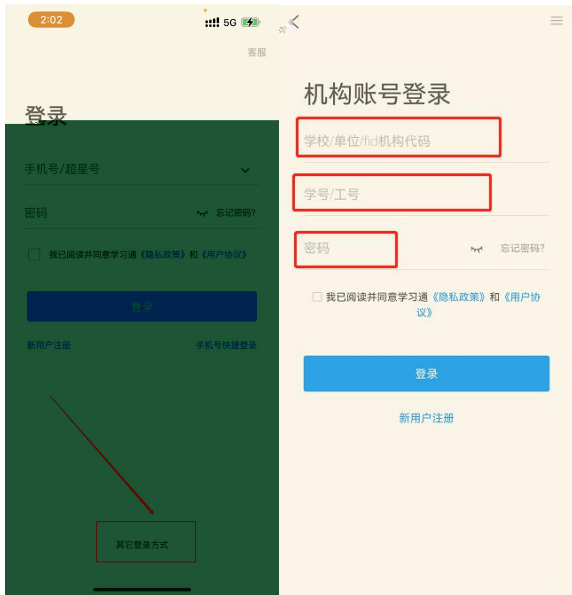 2:02
5G
客服
登录
手机号/超星号
密码
忘记密码?
我已阅读并同意学习通《隐私政策》和《用户协议》
登录
新用户注册
手机号快捷登录
其它登录方式
机构账号登录
学校/单位/fid机构代码
学号/工号
密码
忘记密码?
我已阅读并同意学习通《隐私政策》和《用户协
议》
登录
新用户注册